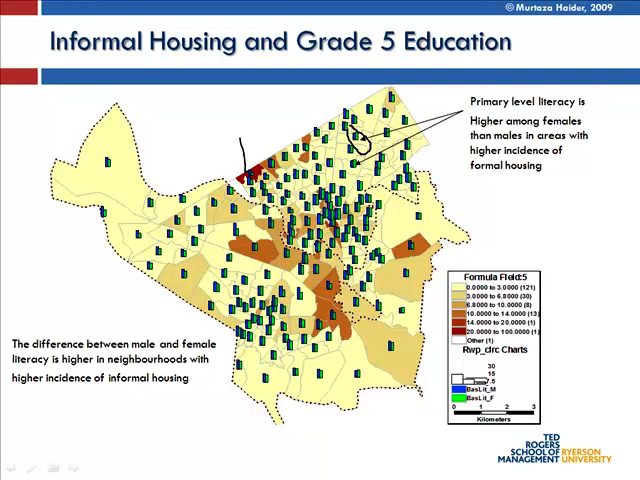 © Murtaza Haider, 2009
Informal Housing and Grade 5 Education
Primary level literacy is
Higher among females
than males in areas with
higher incidence of
formal housing
Formula Field:5
0.0000 to 3.0000 (121)
3.0000 to 6.0000 (30)
6.0000 to 10.0000 (8)
10.0000 to 14.0000 (13)
14.0000 to 20.0000 (1)
20.0000 to 100.0000 (1)
Other (1)
Rwp_circ Charts
30
15
7.5
BasLit_M
BasLit_F
0 1 2 3
Kilometers
The difference between male and female
literacy is higher in neighbourhoods with
higher incidence of informal housing
TED
ROGERS
SCHOOL OF RYERSON
MANAGEMENT UNIVERSITY